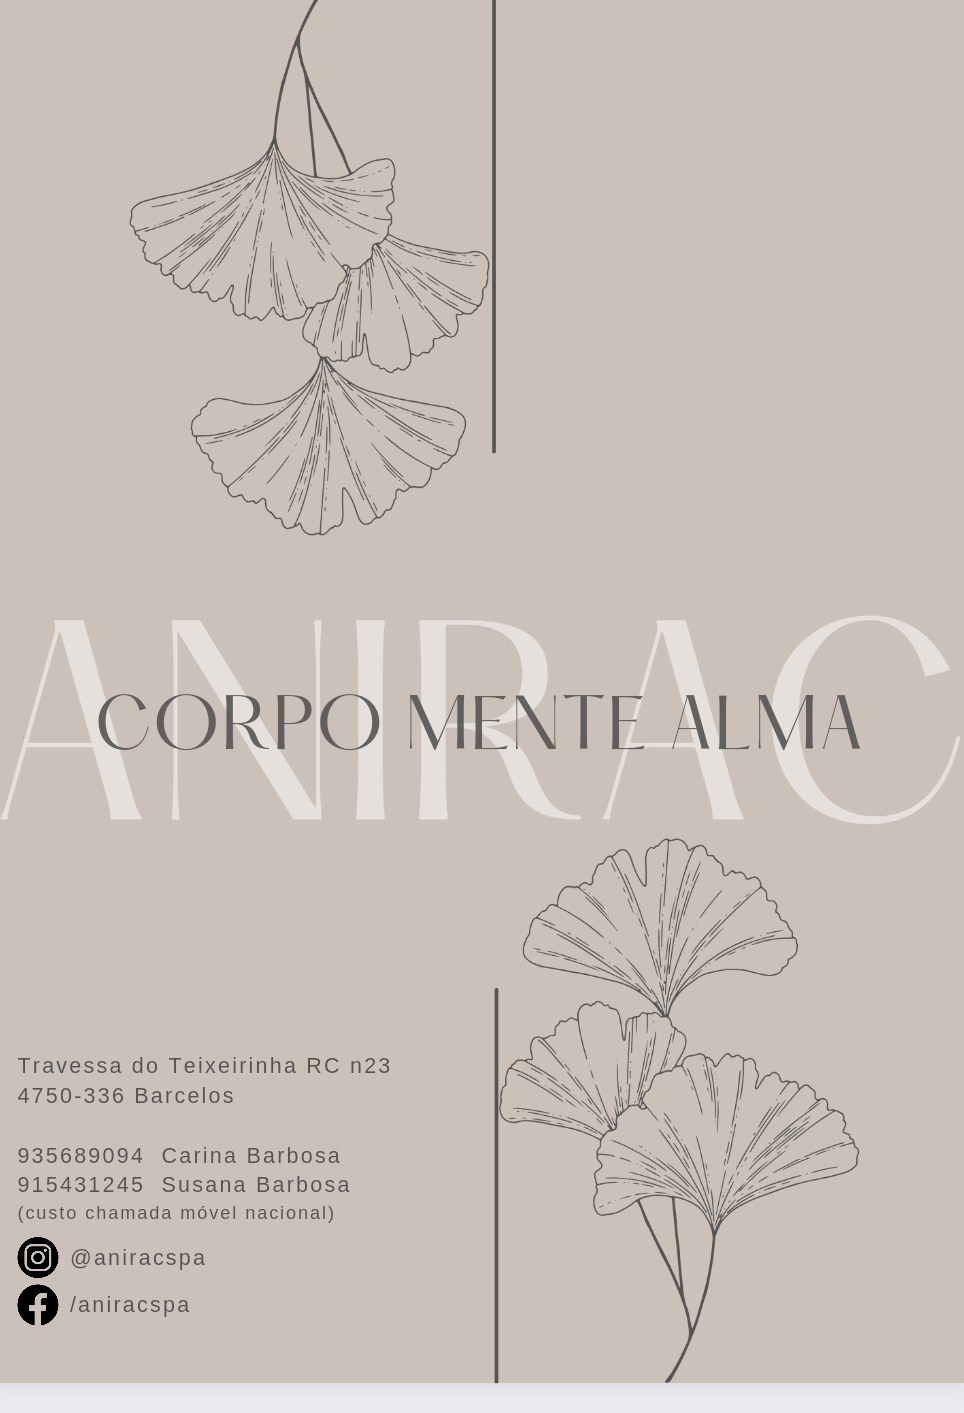 ANIRAC
CORPO MENTE ALMA
Travessa do Teixeirinha RC n23
4750-336 Barcelos
935689094 Carina Barbosa
915431245 Susana Barbosa
(custo chamada móvel nacional)
@aniracspa
/aniracspa